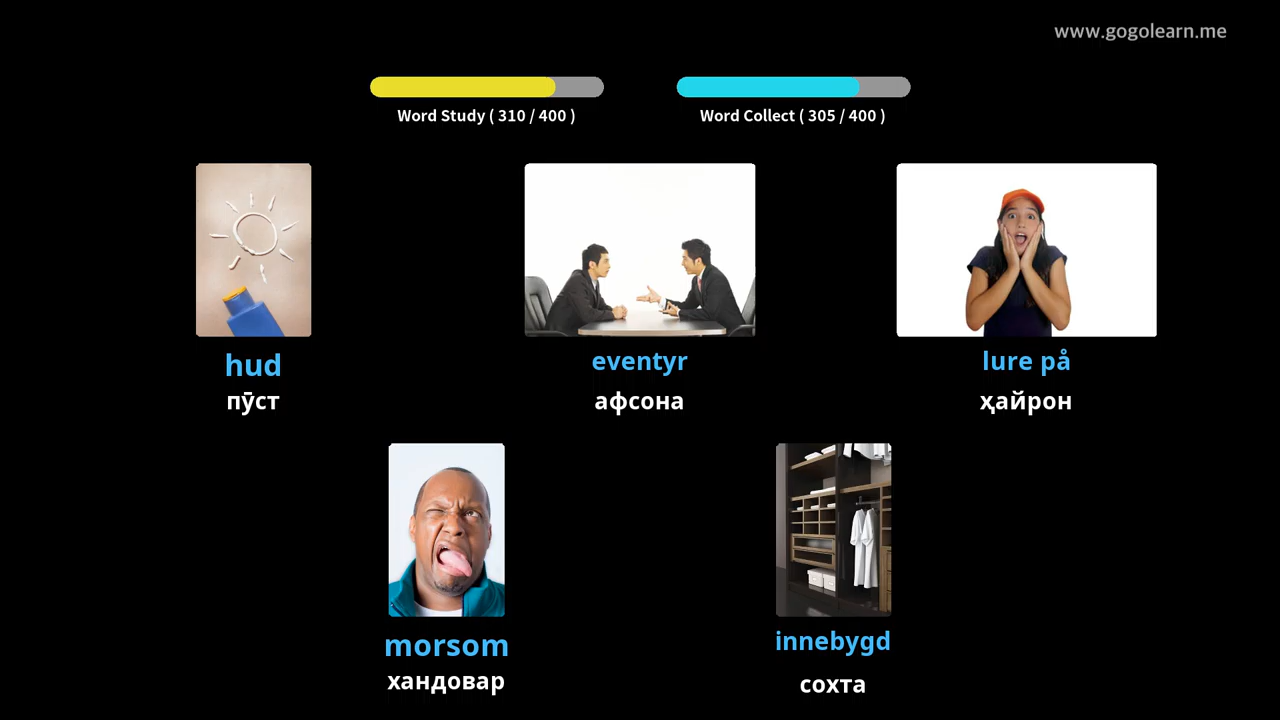 www.gogolearn.me
Word Study ( 310 / 400 )
Word Collect ( 305 / 400 )
hud
eventyr
lure på
пӯст
афсона
ҳайрон
morsom
innebygd
хандовар
сохта